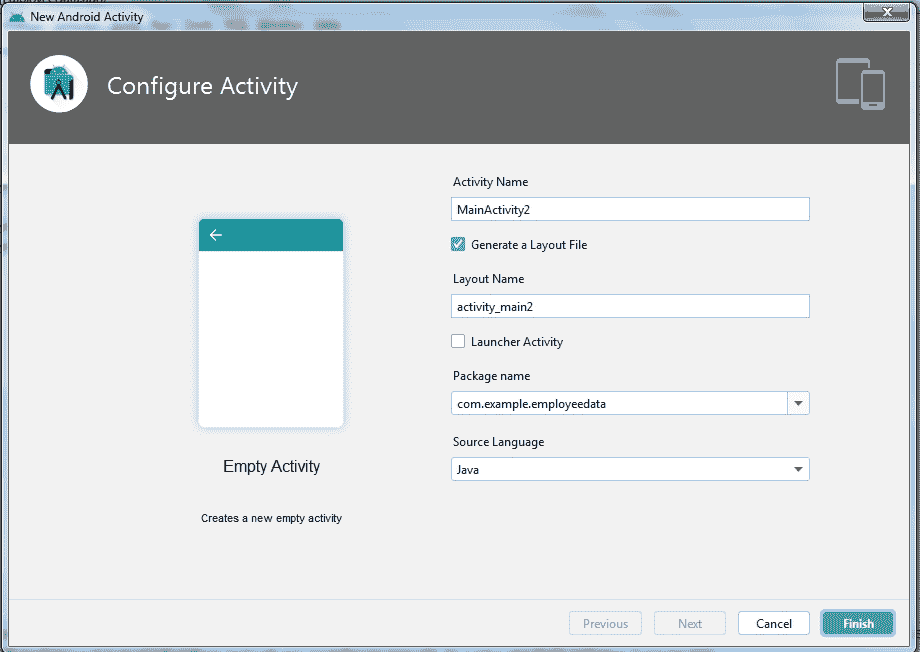 New Android Activity
Configure Activity
Activity Name
MainActivity2
Generate a Layout File
Layout Name
activity_main2
Launcher Activity
Package name
com.example.employeedata
Source Language
Java
Empty Activity
Creates a new empty activity
Previous
Next
Cancel
Finish